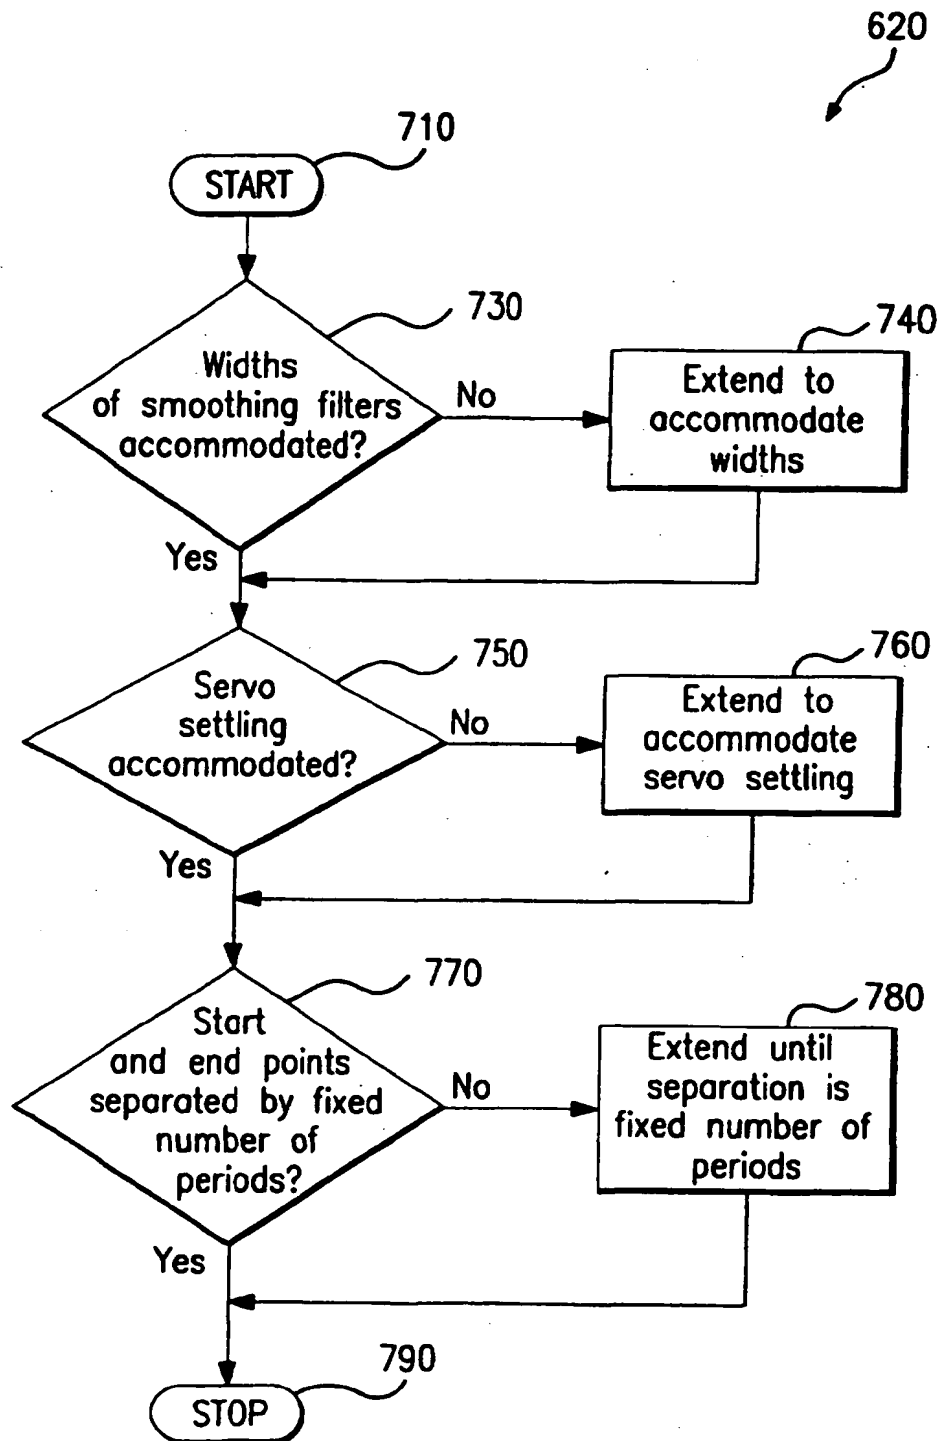 620
710
START
730
Widths
of smoothing filters
accommodated?
No
740
Extend to
accommodate
widths
Yes
750
Servo
settling
accommodated?
No
760
Extend to
accommodate
servo settling
Yes
770
Start
and end points
separated by fixed
number of
periods?
No
780
Extend until
separation is
fixed number of
periods
Yes
790
STOP